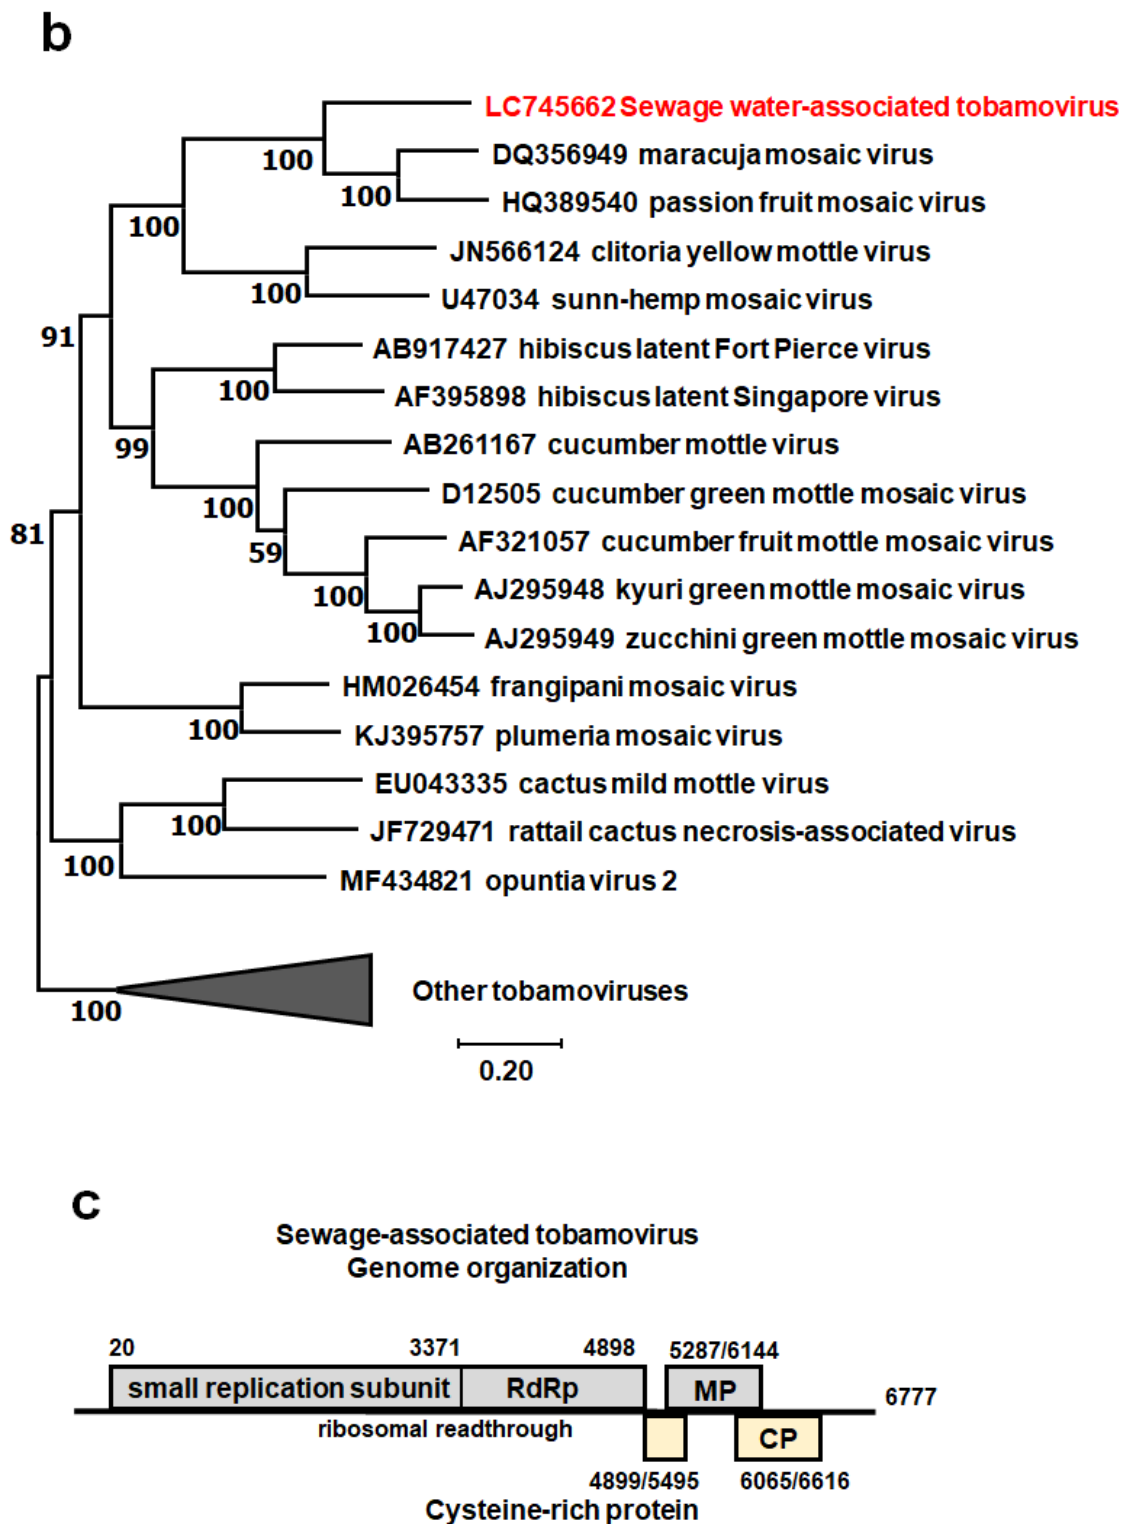 b
LC745662 Sewage water-associated tobamovirus
DQ356949 maracuja mosaic virus
100
HQ389540 passion fruit mosaic virus
100
100
JN566124 clitoria yellow mottle virus
U47034 sunn-hemp mosaic virus
100
91
AB917427 hibiscus latent Fort Pierce virus
AF395898 hibiscus latent Singapore virus
100
AB261167 cucumber mottle virus
99
D12505 cucumber green mottle mosaic virus
100
81
AF321057 cucumber fruit mottle mosaic virus
59
AJ295948 kyuri green mottle mosaic virus
100
AJ295949 zucchini green mottle mosaic virus
100
HM026454 frangipani mosaic virus
100
KJ395757 plumeria mosaic virus
EU043335 cactus mild mottle virus
100
JF729471 rattail cactus necrosis-associated virus
100
MF434821 opuntia virus 2
Other tobamoviruses
100
0.20
c
Sewage-associated tobamovirus
Genome organization
20 3371 4898 5287/6144
small replication subunit RdRp MP
6777
ribosomal readthrough
CP
4899/5495 6065/6616
Cysteine-rich protein